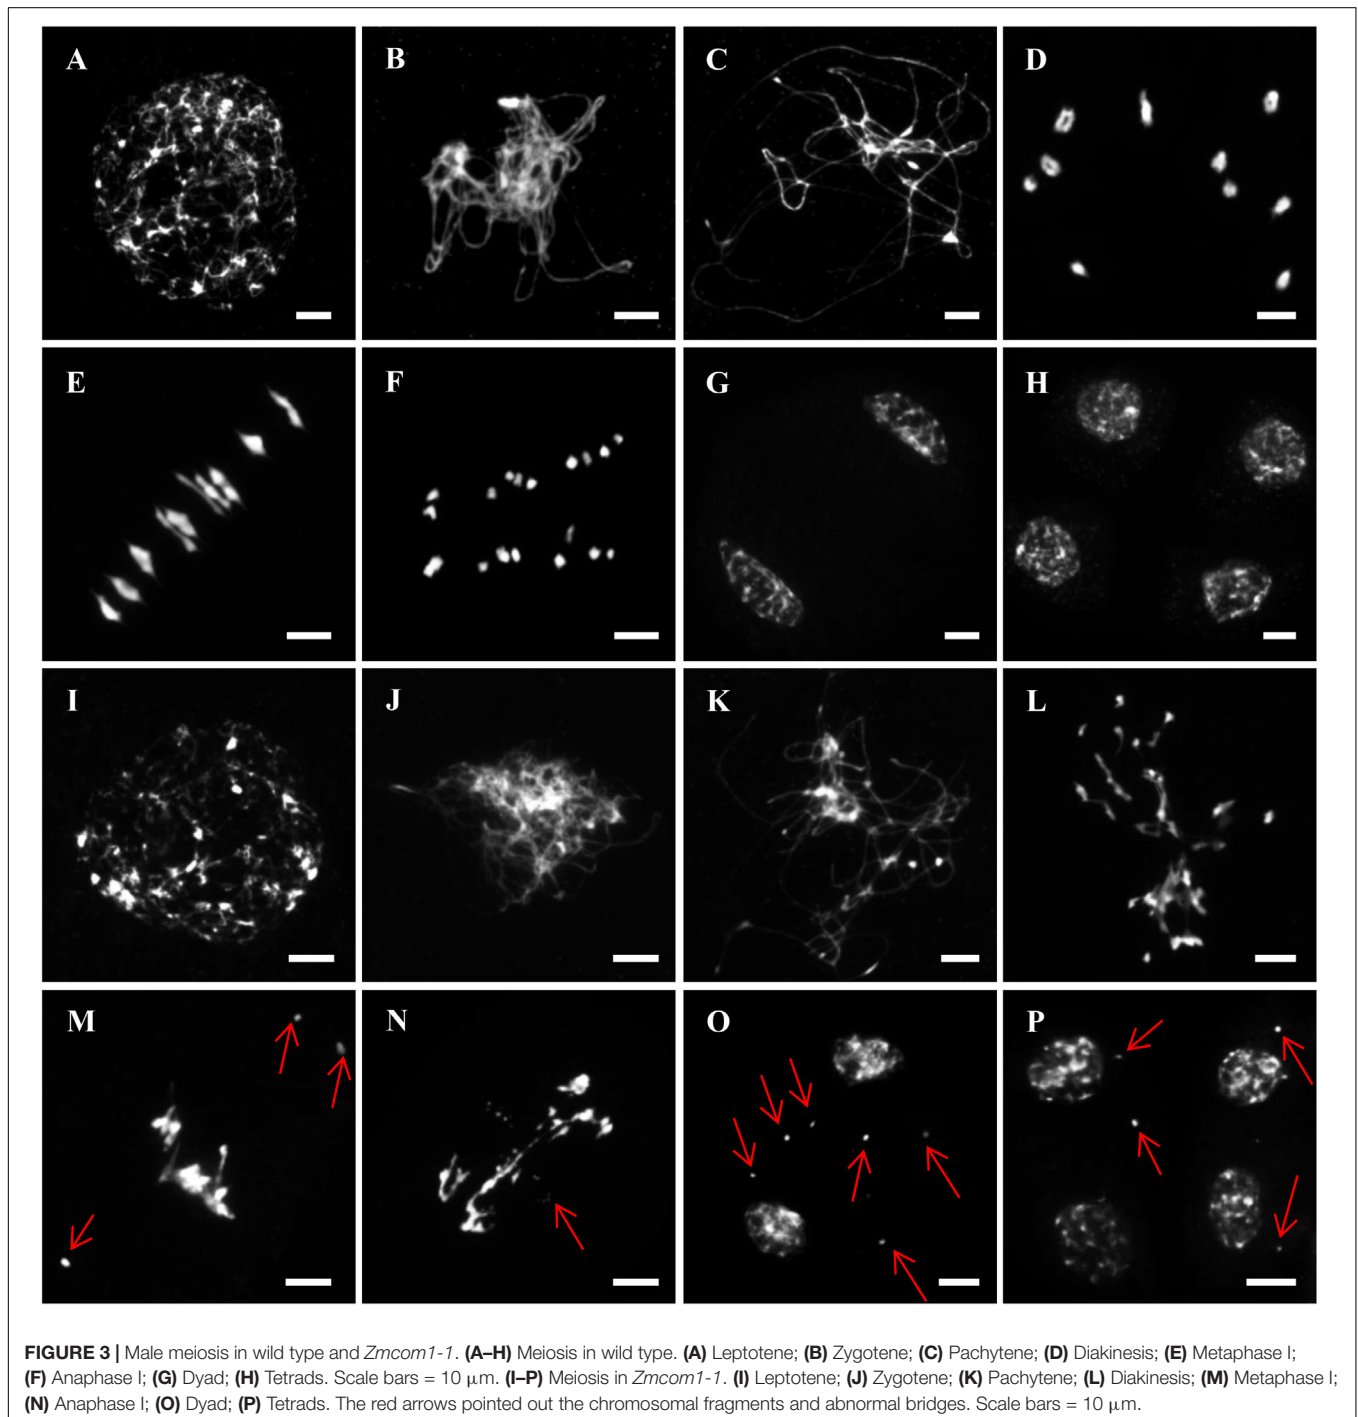 A
B
C
D
E
F
G
H
I
J
K
L
M
N
O
P
FIGURE 3 | Male meiosis in wild type and Zmcom1-1. (A–H) Meiosis in wild type. (A) Leptotene; (B) Zygotene; (C) Pachytene; (D) Diakinesis; (E) Metaphase I;
(F) Anaphase I; (G) Dyad; (H) Tetrads. Scale bars = 10 μm. (I–P) Meiosis in Zmcom1-1. (I) Leptotene; (J) Zygotene; (K) Pachytene; (L) Diakinesis; (M) Metaphase I;
(N) Anaphase I; (O) Dyad; (P) Tetrads. The red arrows pointed out the chromosomal fragments and abnormal bridges. Scale bars = 10 μm.